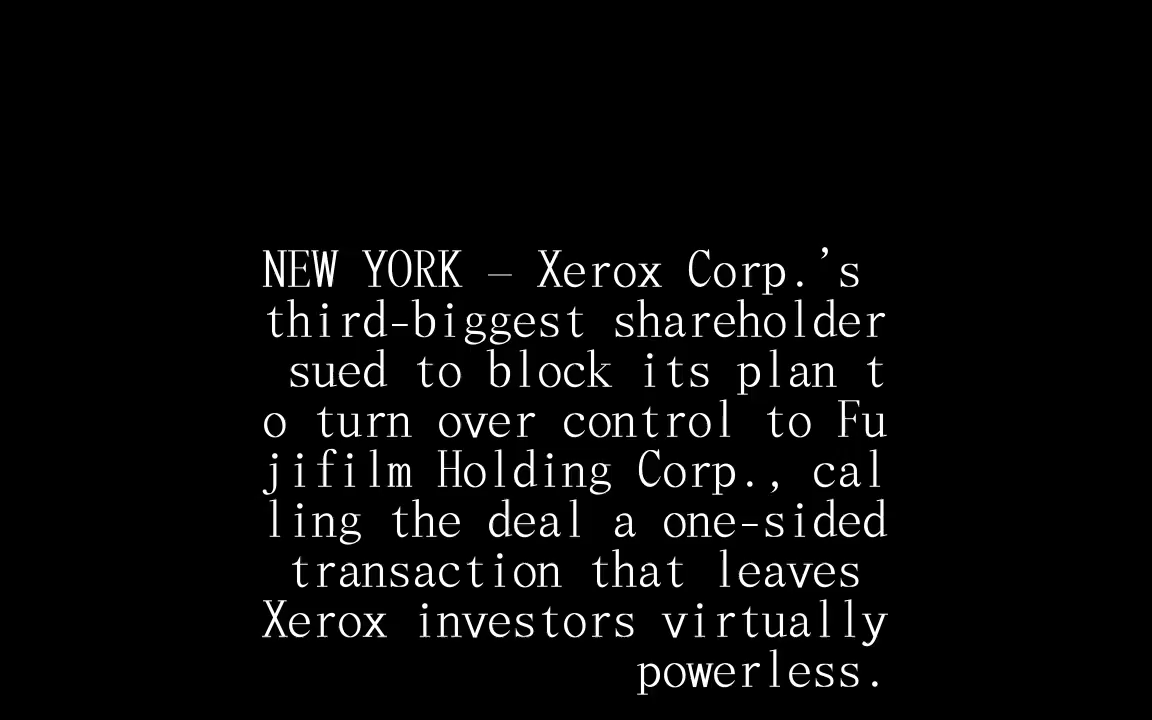 NEW YORK – Xerox Corp.’s
third-biggest shareholder
sued to block its plan t
o turn over control to Fu
jifilm Holding Corp., cal
ling the deal a one-sided
transaction that leaves
Xerox investors virtually
powerless.